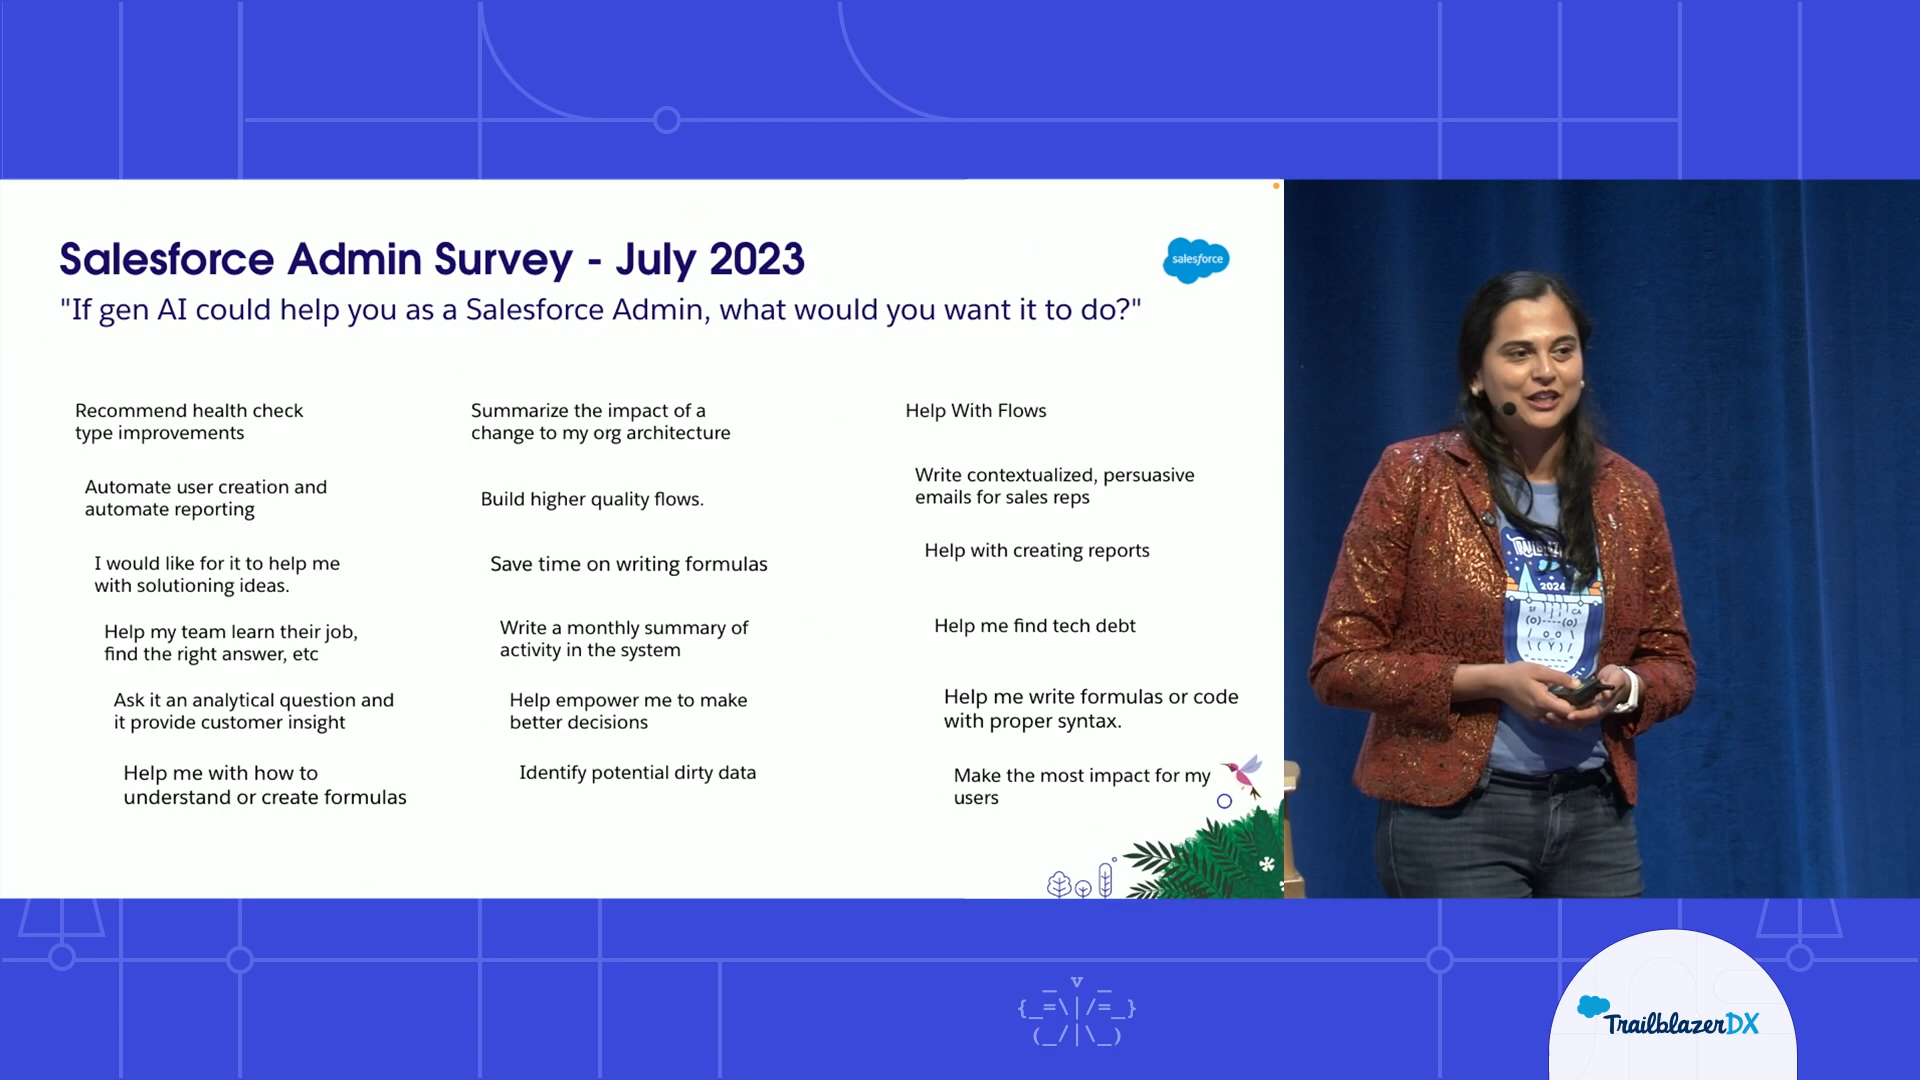 Salesforce Admin Survey - July 2023
salesforce
"If gen AI could help you as a Salesforce Admin, what would you want it to do?"
Recommend health check
type improvements
Automate user creation and
automate reporting
I would like for it to help me
with solutioning ideas.
Help my team learn their job,
find the right answer, etc
Ask it an analytical question and
it provide customer insight
Help me with how to
understand or create formulas
Summarize the impact of a
change to my org architecture
Build higher quality flows.
Save time on writing formulas
Write a monthly summary of
activity in the system
Help empower me to make
better decisions
Identify potential dirty data
Help With Flows
Write contextualized, persuasive
emails for sales reps
Help with creating reports
Help me find tech debt
Help me write formulas or code
with proper syntax.
Make the most impact for my
users
2024
SF
CA
TrailblazerDX